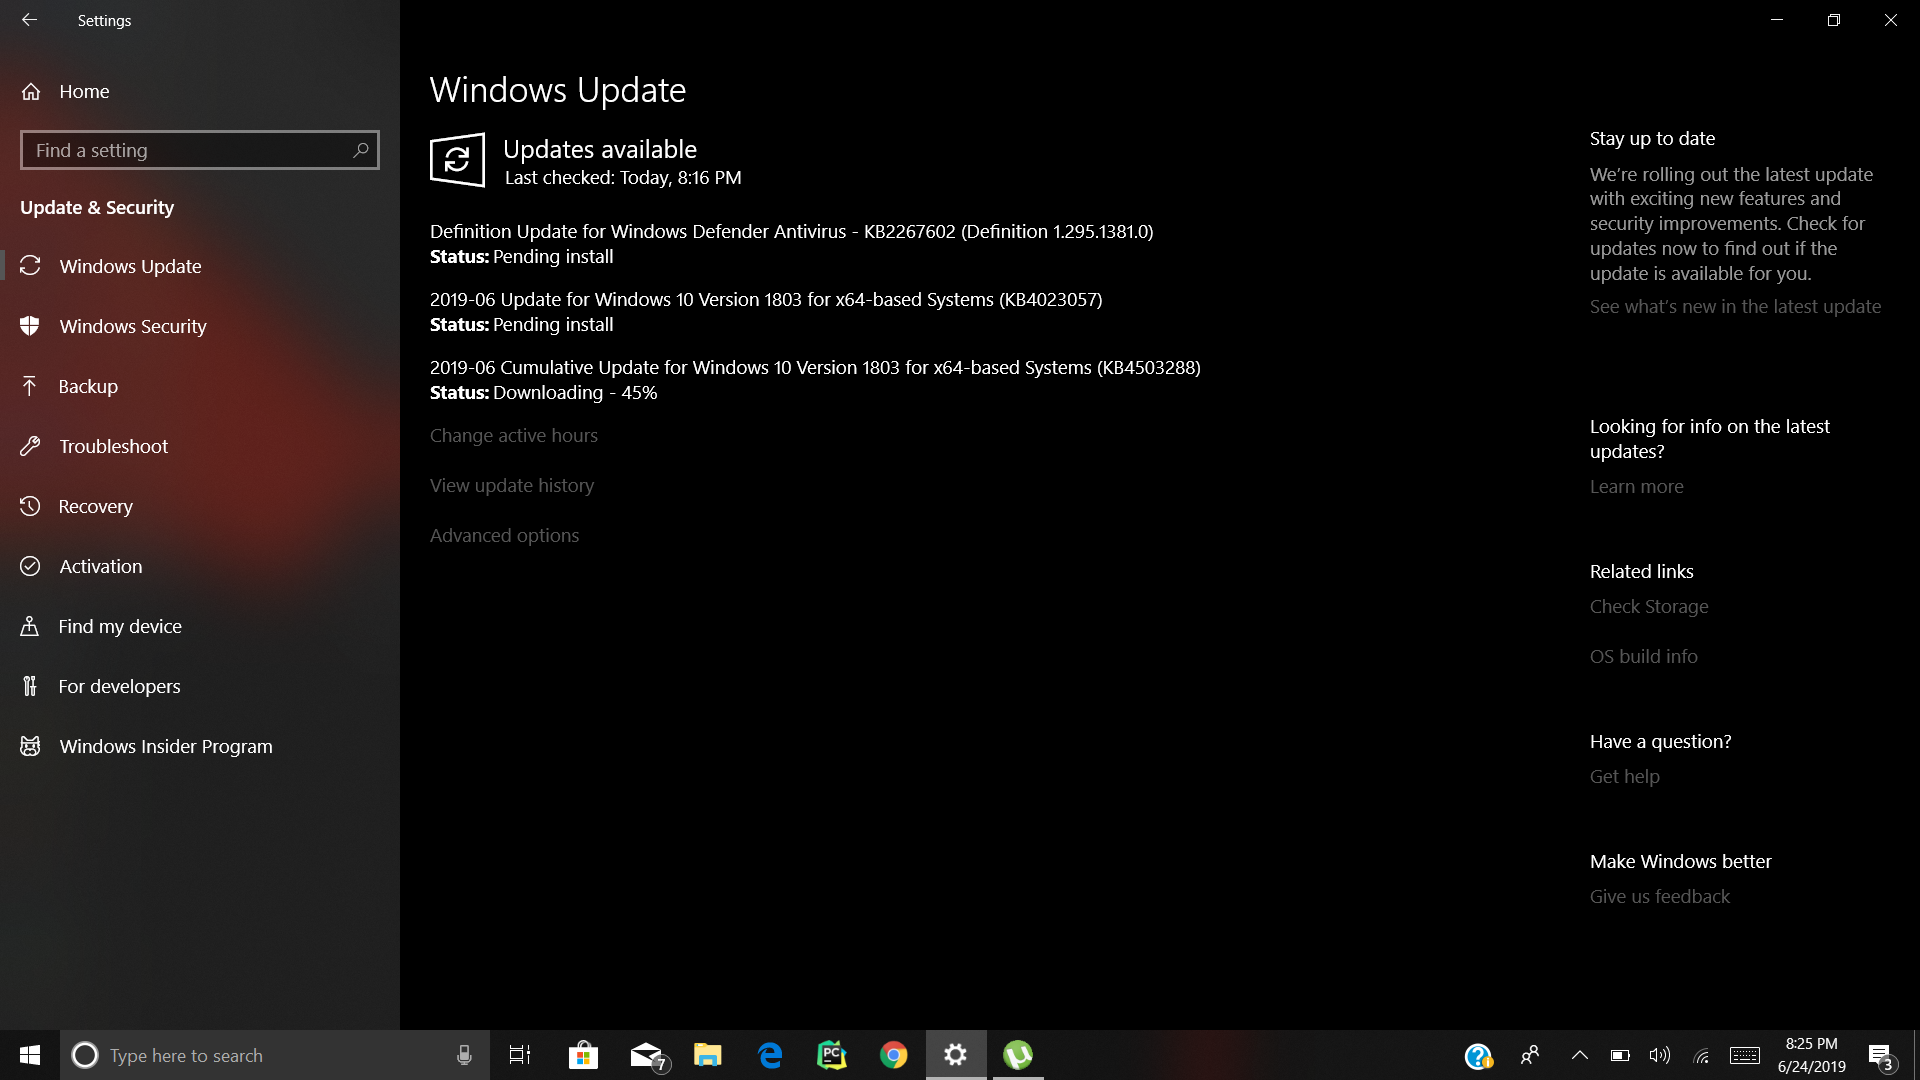 Settings
Home
Find a setting
Update & Security
Windows Update
Windows Security
Backup
Troubleshoot
Recovery
Activation
Find my device
For developers
Windows Insider Program
Windows Update
Updates available
Last checked: Today, 8:16 PM
Definition Update for Windows Defender Antivirus - KB2267602 (Definition 1.295.1381.0)
Status: Pending install
2019-06 Update for Windows 10 Version 1803 for x64-based Systems (KB4023057)
Status: Pending install
2019-06 Cumulative Update for Windows 10 Version 1803 for x64-based Systems (KB4503288)
Status: Downloading - 45%
Change active hours
View update history
Advanced options
Stay up to date
We’re rolling out the latest update
with exciting new features and
security improvements. Check for
updates now to find out if the
update is available for you.
See what’s new in the latest update
Looking for info on the latest
updates?
Learn more
Related links
Check Storage
OS build info
Have a question?
Get help
Make Windows better
Give us feedback
Type here to search
7
PC
8:25 PM
6/24/2019
3